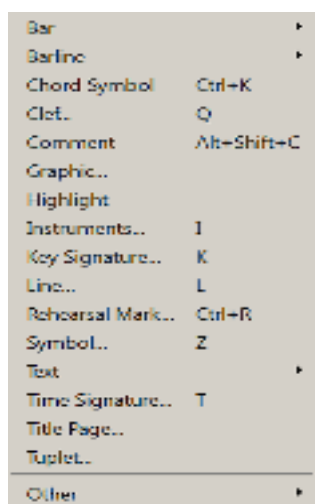 Bar
Barline
Chord Symbol Ctrl+K
Clef... Q
Comment Alt+Shift+C
Graphic...
Highlight
Instruments... I
Key Signature... K
Line... L
Rehearsal Mark... Ctrl+R
Symbol... Z
Text
Time Signature... T
Title Page...
Tuplet...
Other